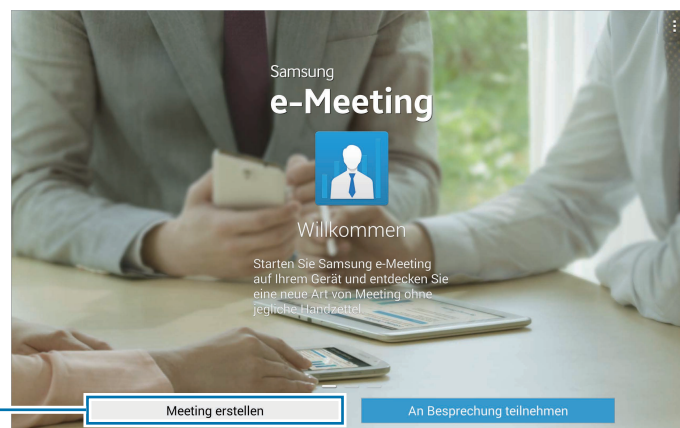 Samsung
e-Meeting
Willkommen
Starten Sie Samsung e-Meeting
auf Ihrem Gerät und entdecken Sie
eine neue Art von Meeting ohne
jegliche Handzettel.
Meeting erstellen
An Besprechung teilnehmen